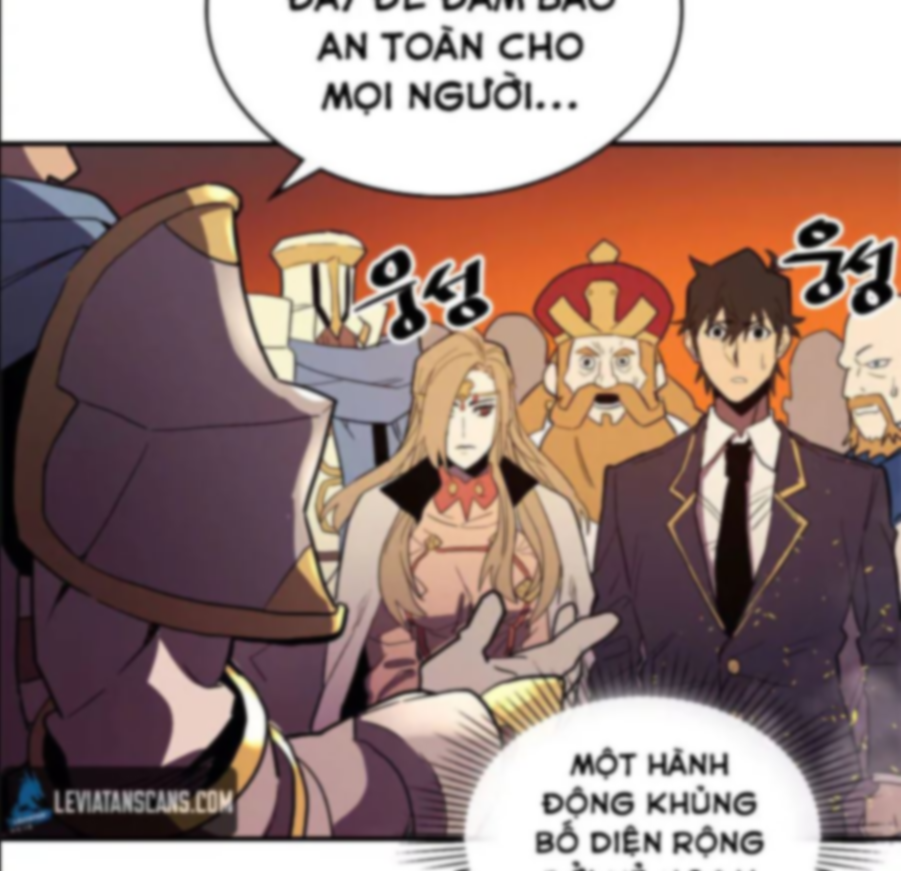 ĐÂY ĐỂ ĐẢM BẢO
AN TOÀN CHO
MỌI NGƯỜI...
웅성
웅성
LEVIATANSCANS.COM
MỘT HÀNH
ĐỘNG KHỦNG
BỐ DIỆN RỘNG